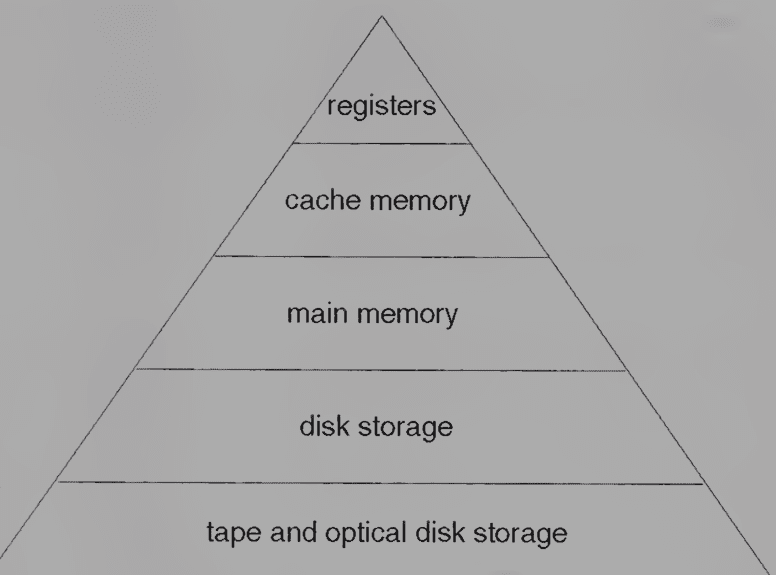 registers
cache memory
main memory
disk storage
tape and optical disk storage